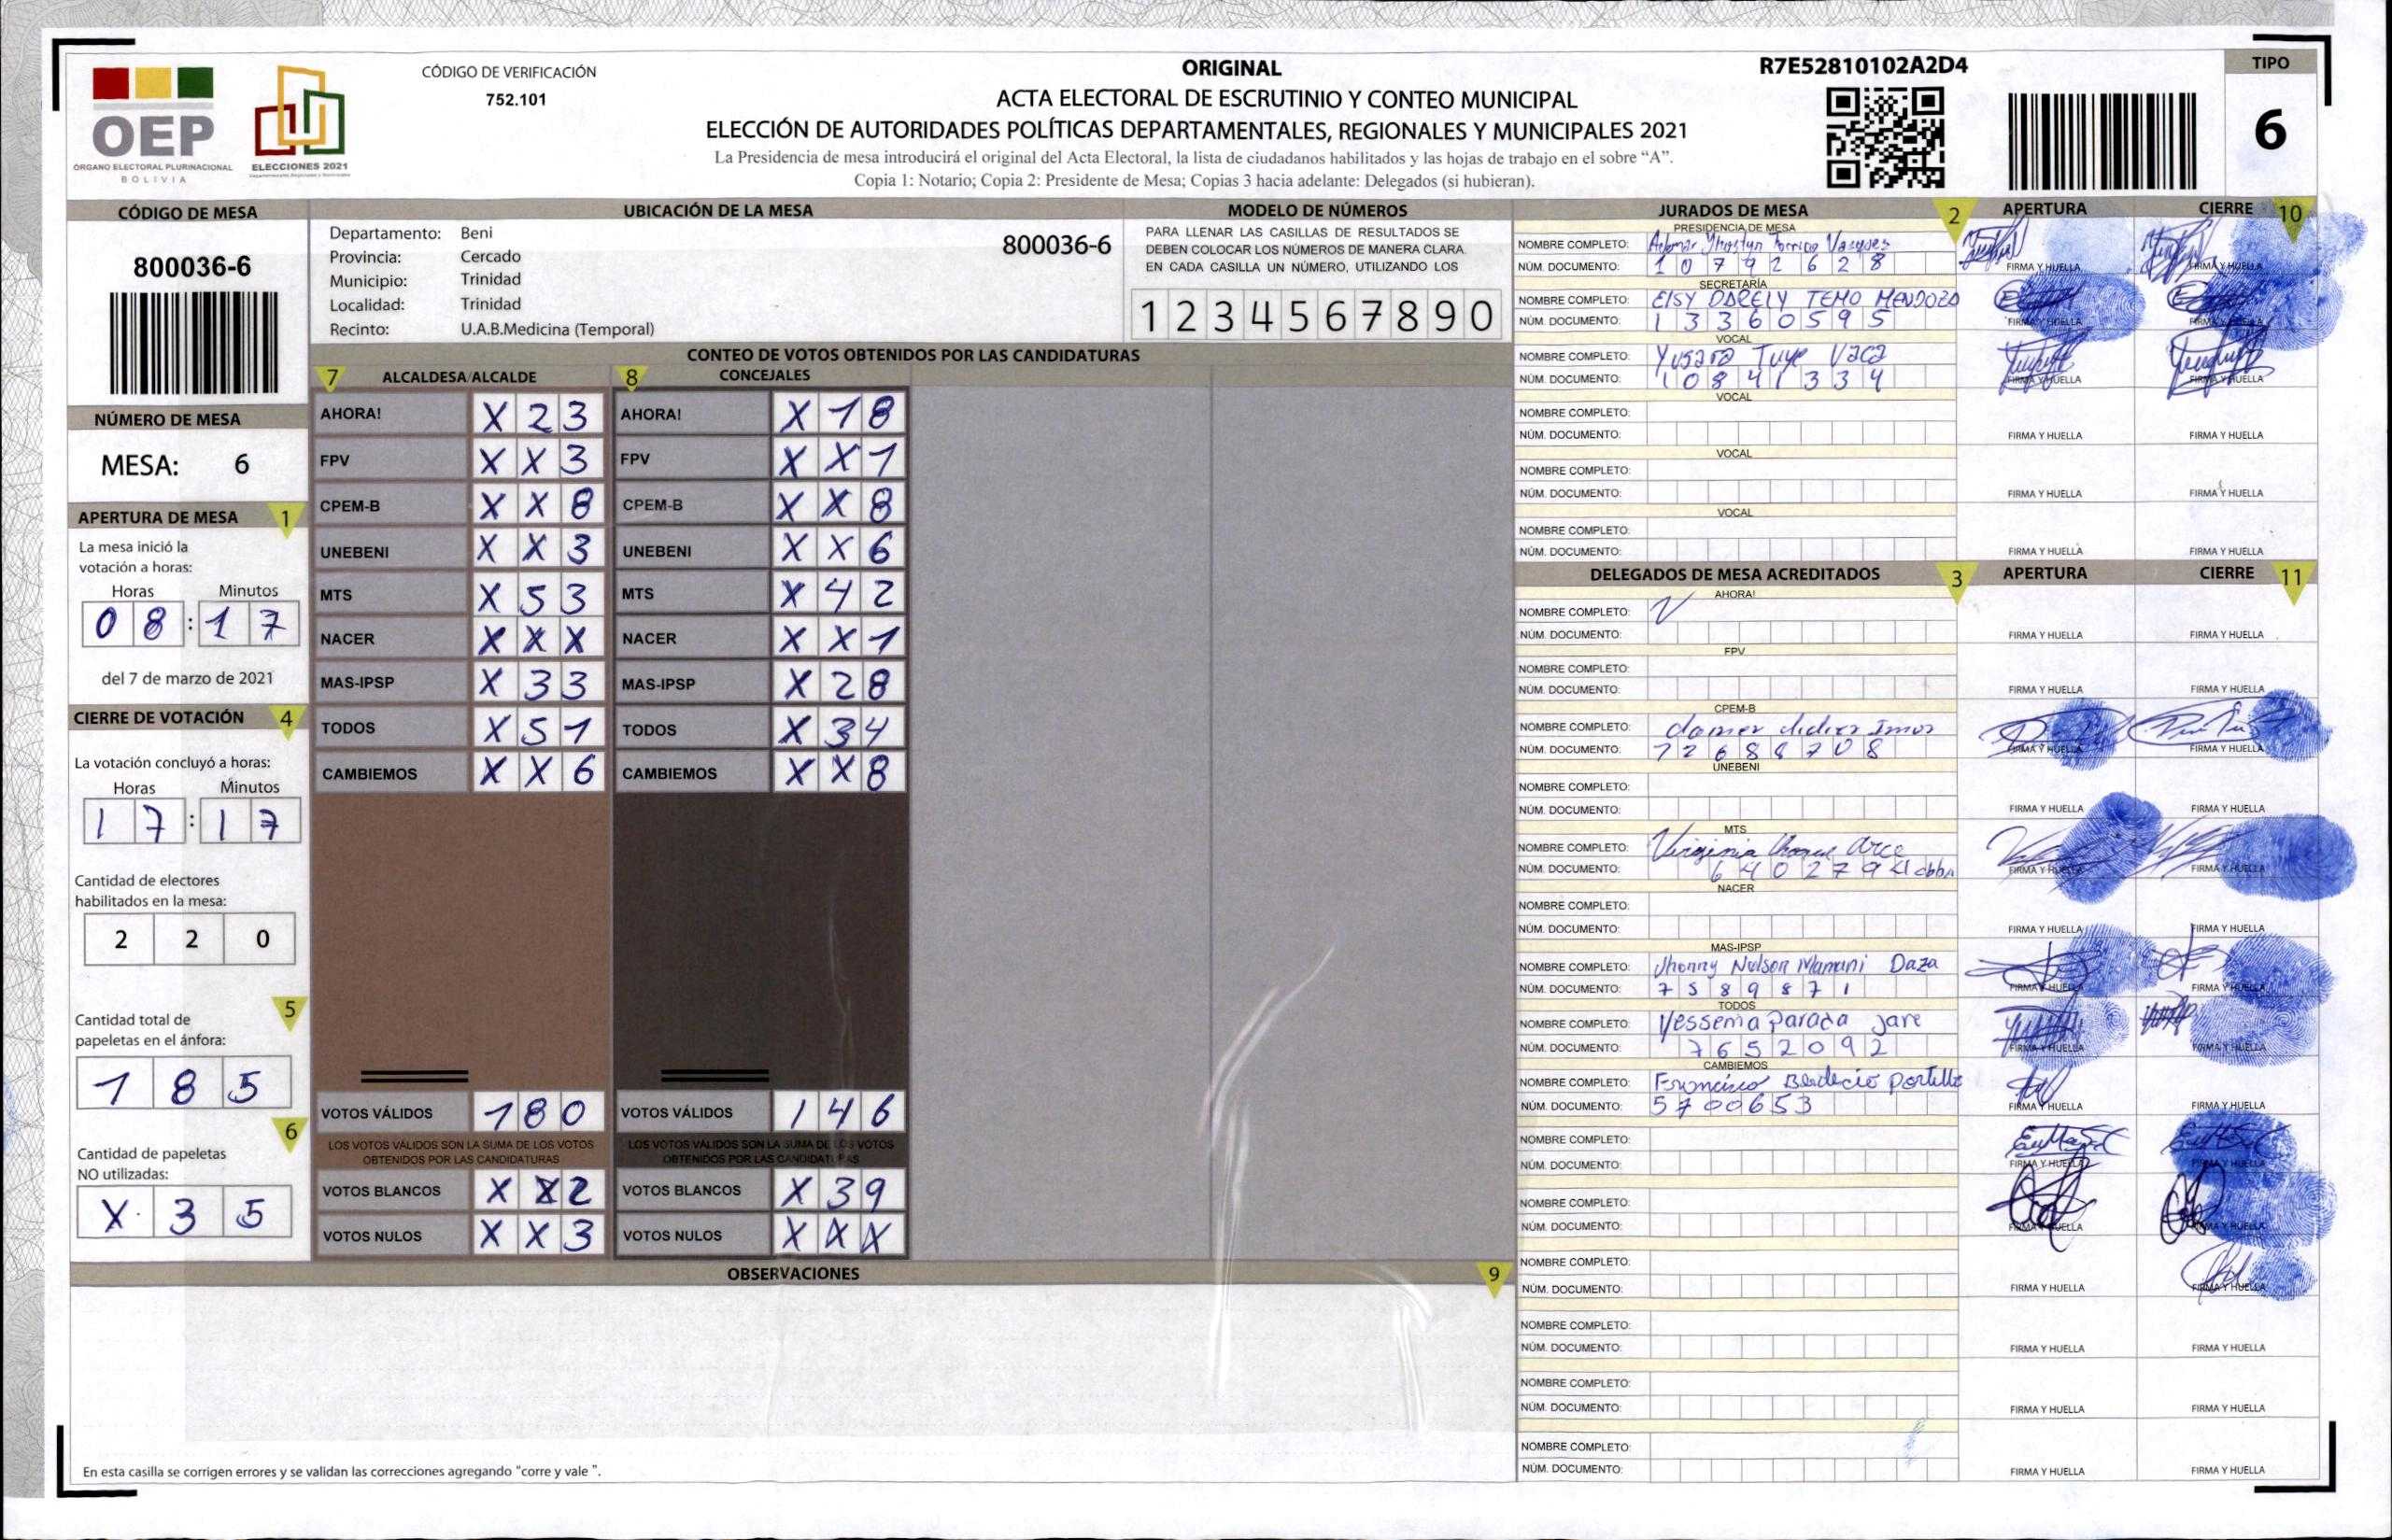 OEP
ÓRGANO ELECTORAL PLURINACIONAL
BOLIVIA
ELECCIONES 2021
CÓDIGO DE VERIFICACIÓN
752.101
ORIGINAL
ACTA ELECTORAL DE ESCRUTINIO Y CONTEO MUNICIPAL
ELECCIÓN DE AUTORIDADES POLÍTICAS DEPARTAMENTALES, REGIONALES Y MUNICIPALES 2021
La Presidencia de mesa introducirá el original del Acta Electoral, la lista de ciudadanos habilitados y las hojas de trabajo en el sobre “A”.
Copia 1: Notario; Copia 2: Presidente de Mesa; Copias 3 hacia adelante: Delegados (si hubieran).
R7E52810102A2D4
TIPO
6
CÓDIGO DE MESA
800036-6
NÚMERO DE MESA
MESA: 6
APERTURA DE MESA 1
La mesa inició la
votación a horas:
Horas Minutos
0 8 : 1 7
del 7 de marzo de 2021
CIERRE DE VOTACIÓN 4
La votación concluyó a horas:
Horas Minutos
1 7 : 1 7
Cantidad de electores
habilitados en la mesa:
2 2 0
5
Cantidad total de
papeletas en el ánfora:
1 8 5
6
Cantidad de papeletas
NO utilizadas:
X 3 5
UBICACIÓN DE LA MESA
Departamento: Beni
Provincia: Cercado
Municipio: Trinidad
Localidad: Trinidad
Recinto: U.A.B.Medicina (Temporal)
800036-6
MODELO DE NÚMEROS
PARA LLENAR LAS CASILLAS DE RESULTADOS SE
DEBEN COLOCAR LOS NÚMEROS DE MANERA CLARA.
EN CADA CASILLA UN NÚMERO, UTILIZANDO LOS
1 2 3 4 5 6 7 8 9 0
CONTEO DE VOTOS OBTENIDOS POR LAS CANDIDATURAS
7 ALCALDESA/ALCALDE 8 CONCEJALES
AHORA! X 2 3 AHORA! X 1 8
FPV X X 3 FPV X X 1
CPEM-B X X 8 CPEM-B X X 8
UNEBENI X X 3 UNEBENI X X 6
MTS X 5 3 MTS X 4 2
NACER X X X NACER X X 1
MAS-IPSP X 3 3 MAS-IPSP X 2 8
TODOS X 5 1 TODOS X 3 4
CAMBIEMOS X X 6 CAMBIEMOS X X 8
VOTOS VÁLIDOS 1 8 0 VOTOS VÁLIDOS 1 4 6
LOS VOTOS VÁLIDOS SON LA SUMA DE LOS VOTOS LOS VOTOS VÁLIDOS SON LA SUMA DE LOS VOTOS
OBTENIDOS POR LAS CANDIDATURAS OBTENIDOS POR LAS CANDIDATURAS
VOTOS BLANCOS X X 2 VOTOS BLANCOS X 3 9
VOTOS NULOS X X 3 VOTOS NULOS X X X
OBSERVACIONES 9
En esta casilla se corrigen errores y se validan las correcciones agregando “corre y vale ”.
JURADOS DE MESA 2 APERTURA CIERRE 10
PRESIDENCIA DE MESA
NOMBRE COMPLETO:
NÚM. DOCUMENTO: 1 0 7 9 2 6 2 8 FIRMA Y HUELLA FIRMA Y HUELLA
SECRETARÍA
NOMBRE COMPLETO: ElSY DARELY TEMO MENDOZA
NÚM. DOCUMENTO: 1 3 3 6 0 5 9 5 FIRMA Y HUELLA FIRMA Y HUELLA
VOCAL
NOMBRE COMPLETO: Yusara Tuyo Vaca
NÚM. DOCUMENTO: 1 0 8 4 1 3 3 4 FIRMA Y HUELLA FIRMA Y HUELLA
VOCAL
NOMBRE COMPLETO:
NÚM. DOCUMENTO: FIRMA Y HUELLA FIRMA Y HUELLA
VOCAL
NOMBRE COMPLETO:
NÚM. DOCUMENTO: FIRMA Y HUELLA FIRMA Y HUELLA
VOCAL
NOMBRE COMPLETO:
NÚM. DOCUMENTO: FIRMA Y HUELLA FIRMA Y HUELLA
DELEGADOS DE MESA ACREDITADOS 3 APERTURA CIERRE 11
AHORA!
NOMBRE COMPLETO:
NÚM. DOCUMENTO: FIRMA Y HUELLA FIRMA Y HUELLA
FPV
NOMBRE COMPLETO:
NÚM. DOCUMENTO: FIRMA Y HUELLA FIRMA Y HUELLA
CPEM-B
NOMBRE COMPLETO:
NÚM. DOCUMENTO: FIRMA Y HUELLA FIRMA Y HUELLA
UNEBENI
NOMBRE COMPLETO:
NÚM. DOCUMENTO: FIRMA Y HUELLA FIRMA Y HUELLA
MTS
NOMBRE COMPLETO: Virginia Choque Arce
NÚM. DOCUMENTO: 6 4 0 2 7 9 4 cbba FIRMA Y HUELLA FIRMA Y HUELLA
NACER
NOMBRE COMPLETO:
NÚM. DOCUMENTO: FIRMA Y HUELLA FIRMA Y HUELLA
MAS-IPSP
NOMBRE COMPLETO: Jhonny Nelson Mamani Daza
NÚM. DOCUMENTO: 7 5 8 9 8 7 1 FIRMA Y HUELLA FIRMA Y HUELLA
TODOS
NOMBRE COMPLETO: Yessenia Parada Jare
NÚM. DOCUMENTO: 7 6 5 2 0 9 2 FIRMA Y HUELLA FIRMA Y HUELLA
CAMBIEMOS
NOMBRE COMPLETO: Francisco Berdecio Portillo
NÚM. DOCUMENTO: 5 7 0 0 6 5 3 FIRMA Y HUELLA FIRMA Y HUELLA
NOMBRE COMPLETO:
NÚM. DOCUMENTO: FIRMA Y HUELLA FIRMA Y HUELLA
NOMBRE COMPLETO:
NÚM. DOCUMENTO: FIRMA Y HUELLA FIRMA Y HUELLA
NOMBRE COMPLETO:
NÚM. DOCUMENTO: FIRMA Y HUELLA FIRMA Y HUELLA
NOMBRE COMPLETO:
NÚM. DOCUMENTO: FIRMA Y HUELLA FIRMA Y HUELLA
NOMBRE COMPLETO:
NÚM. DOCUMENTO: FIRMA Y HUELLA FIRMA Y HUELLA
NOMBRE COMPLETO:
NÚM. DOCUMENTO: FIRMA Y HUELLA FIRMA Y HUELLA